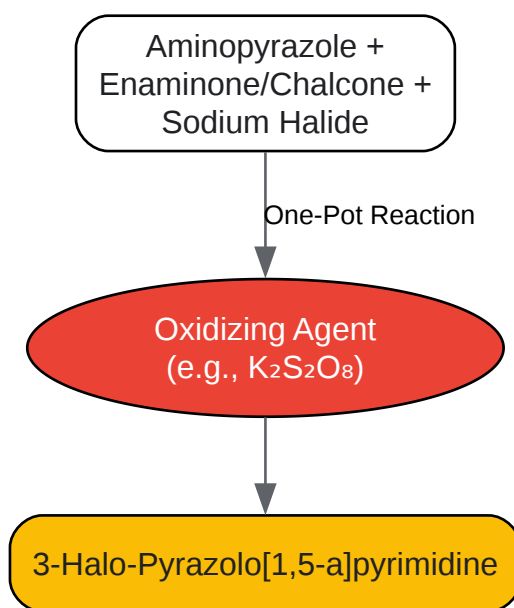 Aminopyrazole +
Enaminone/Chalcone +
Sodium Halide
One-Pot Reaction
Oxidizing Agent
(e.g., K₂S₂O₈)
3-Halo-Pyrazolo[1,5-a]pyrimidine